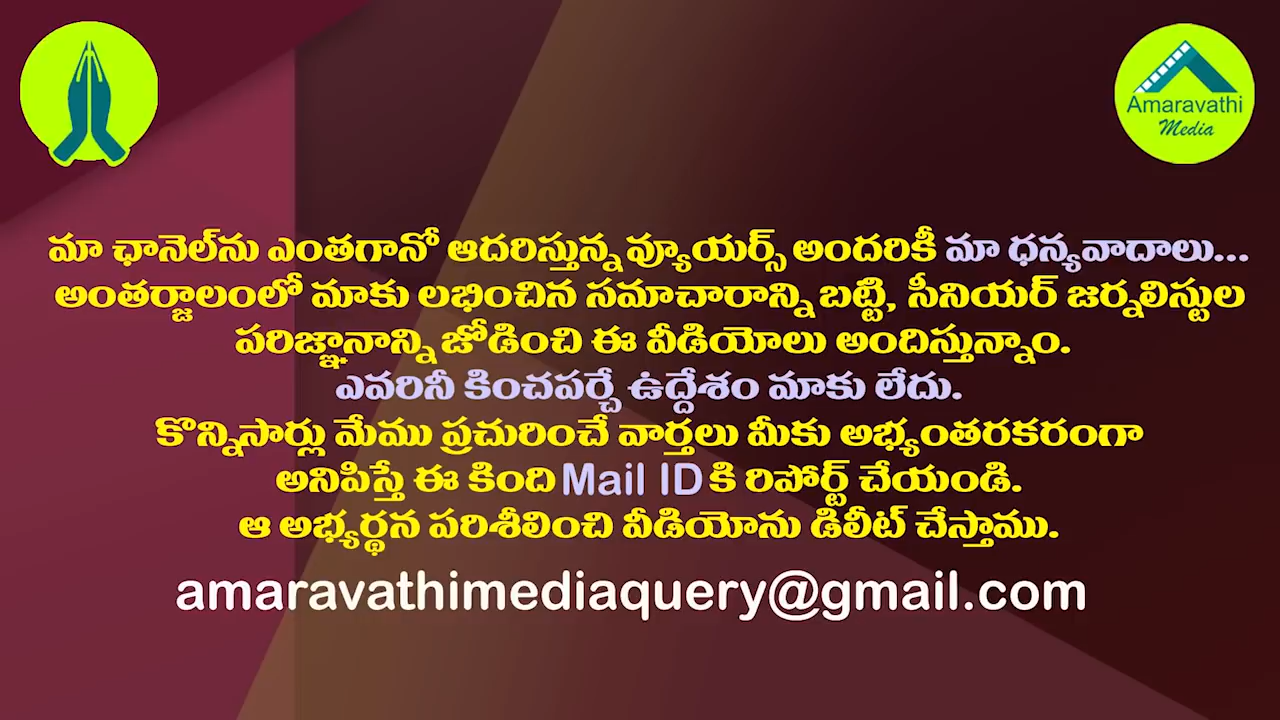 Amaravathi
Media
మా ఛానెల్‌ను ఎంతగానో ఆదరిస్తున్న వ్యూయర్స్ అందరికీ మా ధన్యవాదాలు...
అంతర్జాలంలో మాకు లభించిన సమాచారాన్ని బట్టి, సీనియర్ జర్నలిస్టుల
పరిజ్ఞానాన్ని జోడించి ఈ వీడియోలు అందిస్తున్నాం.
ఎవరినీ కించపర్చే ఉద్దేశం మాకు లేదు.
కొన్నిసార్లు మేము ప్రచురించే వార్తలు మీకు అభ్యంతరకరంగా
అనిపిస్తే ఈ కింది Mail ID కి రిపోర్ట్ చేయండి.
ఆ అభ్యర్థన పరిశీలించి వీడియోను డిలీట్ చేస్తాము.
amaravathimediaquery@gmail.com